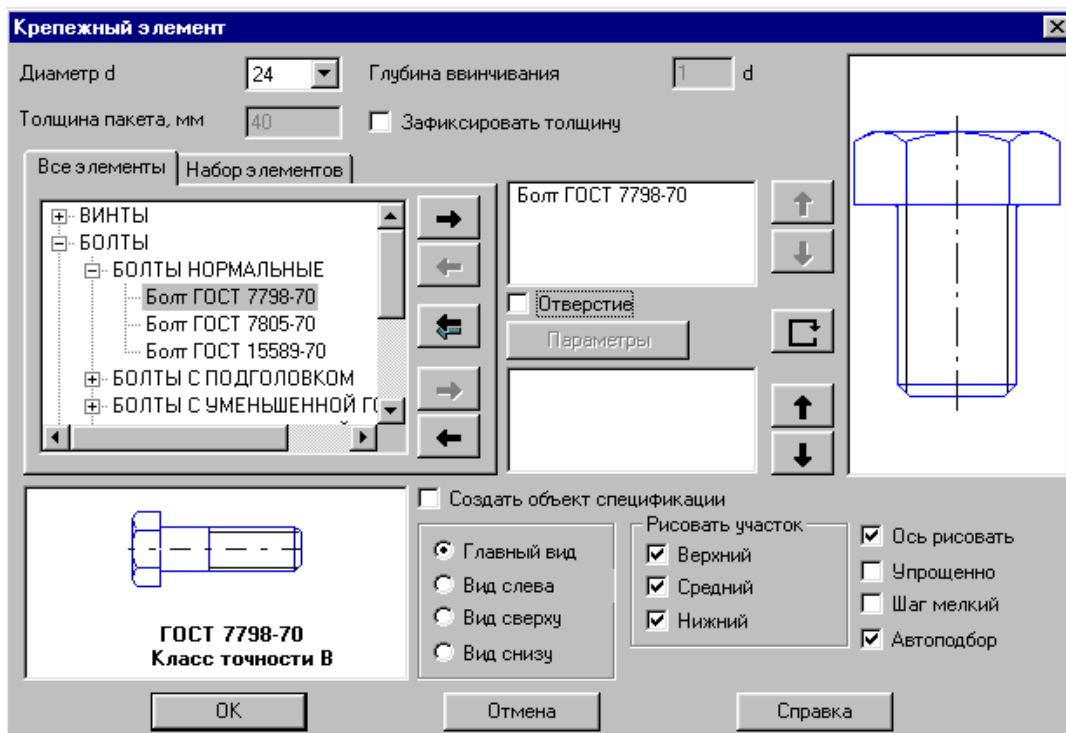 Крепежный элемент
Диаметр d 24 Глубина ввинчивания 1 d
Толщина пакета, мм 40 Зафиксировать толщину
Все элементы Набор элементов
ВИНТЫ
БОЛТЫ
БОЛТЫ НОРМАЛЬНЫЕ
Болт ГОСТ 7798-70
Болт ГОСТ 7805-70
Болт ГОСТ 15589-70
БОЛТЫ С ПОДГОЛОВКОМ
БОЛТЫ С УМЕНЬШЕННОЙ ГО
Болт ГОСТ 7798-70
Отверстие
Параметры
ГОСТ 7798-70
Класс точности В
Создать объект спецификации
Главный вид
Вид слева
Вид сверху
Вид снизу
Рисовать участок
Верхний
Средний
Нижний
Ось рисовать
Упрощенно
Шаг мелкий
Автоподбор
OK Отмена Справка